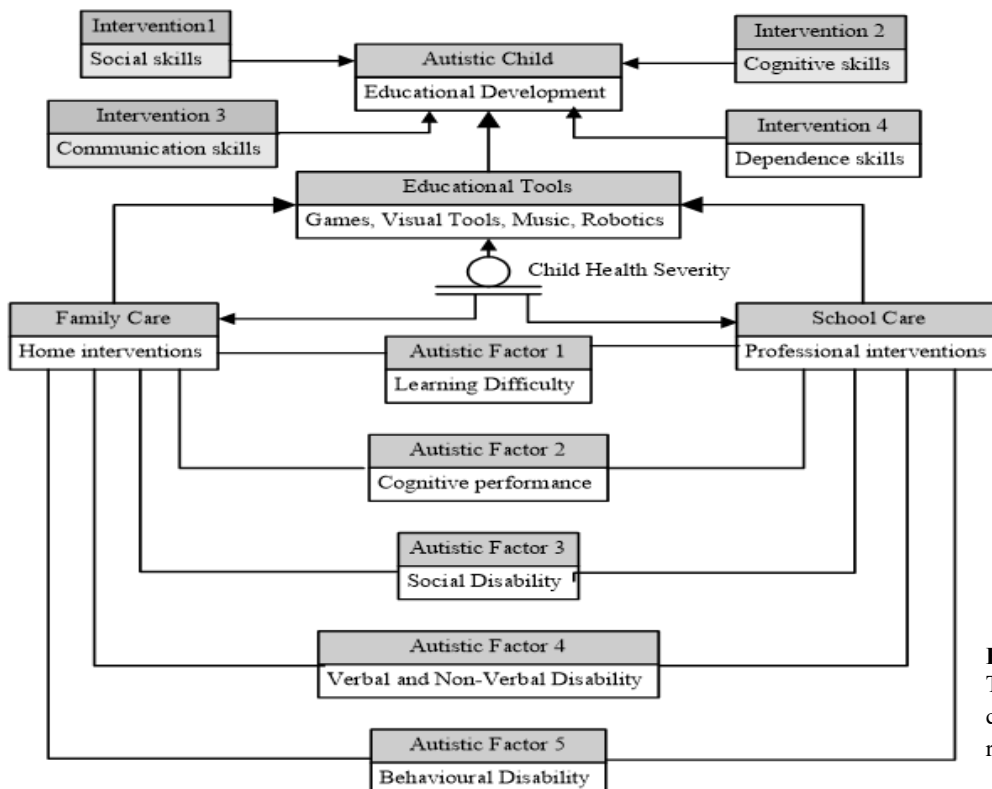 Intervention1
Social skills
Autistic Child
Educational Development
Intervention 2
Cognitive skills
Intervention 3
Communication skills
Intervention 4
Dependence skills
Educational Tools
Games, Visual Tools, Music, Robotics
Child Health Severity
Family Care
Home interventions
School Care
Professional interventions
Autistic Factor 1
Learning Difficulty
Autistic Factor 2
Cognitive performance
Autistic Factor 3
Social Disability
Autistic Factor 4
Verbal and Non-Verbal Disability
Autistic Factor 5
Behavioural Disability